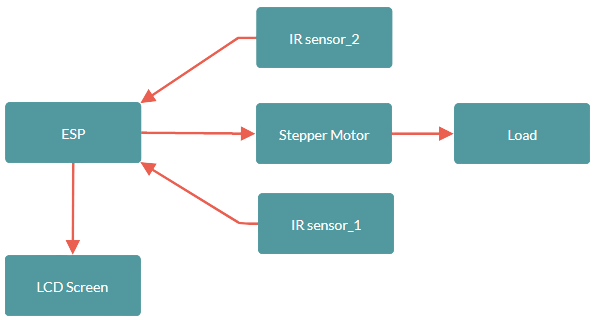 IR sensor_2
ESP
Stepper Motor
Load
IR sensor_1
LCD Screen